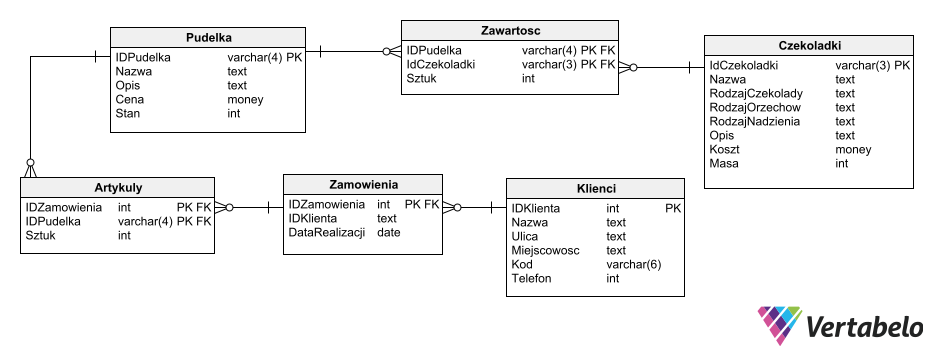 Pudelka
IDPudelka varchar(4) PK
Nazwa text
Opis text
Cena money
Stan int
Zawartosc
IDPudelka varchar(4) PK FK
IdCzekoladki varchar(3) PK FK
Sztuk int
Czekoladki
IdCzekoladki varchar(3) PK
Nazwa text
RodzajCzekolady text
RodzajOrzechow text
RodzajNadzienia text
Opis text
Koszt money
Masa int
Artykuly
IDZamowienia int PK FK
IDPudelka varchar(4) PK FK
Sztuk int
Zamowienia
IDZamowienia int PK FK
IDKlienta text
DataRealizacji date
Klienci
IDKlienta int PK
Nazwa text
Ulica text
Miejscowosc text
Kod varchar(6)
Telefon int
Vertabelo